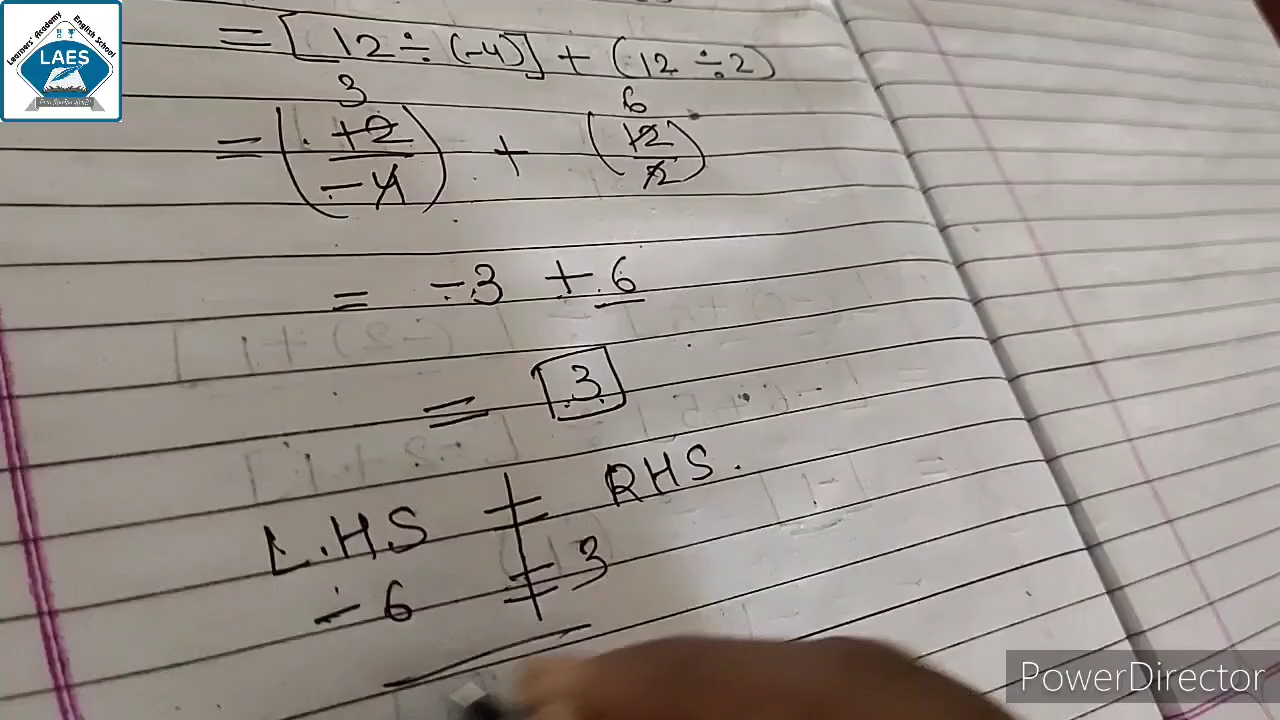 Learners' Academy English School
LAES
= [12 ÷ (-4)] + (12 ÷ 2)
3 6
= (12/-4) + (12/2)
= -3 + 6
= 3
L.H.S ≠ RHS.
-6 ≠ 3
PowerDirector